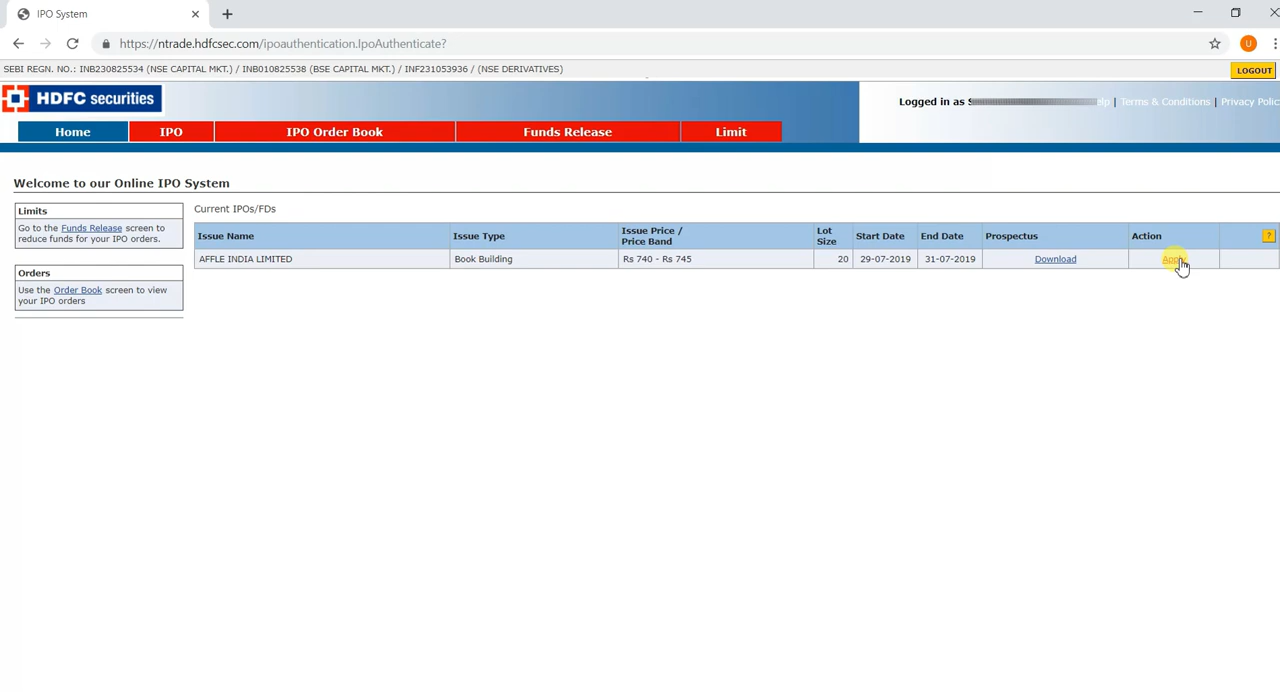 IPO System
https://ntrade.hdfcsec.com/ipoauthentication.IpoAuthenticate?
U
SEBI REGN. NO.: INB230825534 (NSE CAPITAL MKT.) / INB010825538 (BSE CAPITAL MKT.) / INF231053936 / (NSE DERIVATIVES)
LOGOUT
HDFC securities
Logged in as | Terms & Conditions | Privacy Polic
Home IPO IPO Order Book Funds Release Limit
Welcome to our Online IPO System
Limits
Go to the Funds Release screen to
reduce funds for your IPO orders.
Orders
Use the Order Book screen to view
your IPO orders
Current IPOs/FDs
Issue Name Issue Type Issue Price / Price Band Lot Size Start Date End Date Prospectus Action ?
AFFLE INDIA LIMITED Book Building Rs 740 - Rs 745 20 29-07-2019 31-07-2019 Download Apply